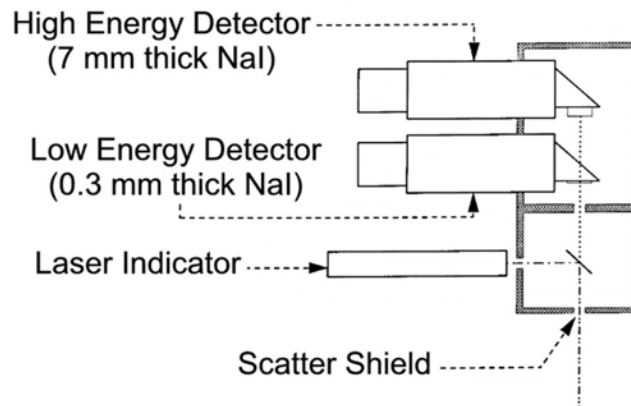 High Energy Detector
(7 mm thick NaI)
Low Energy Detector
(0.3 mm thick NaI)
Laser Indicator
Scatter Shield